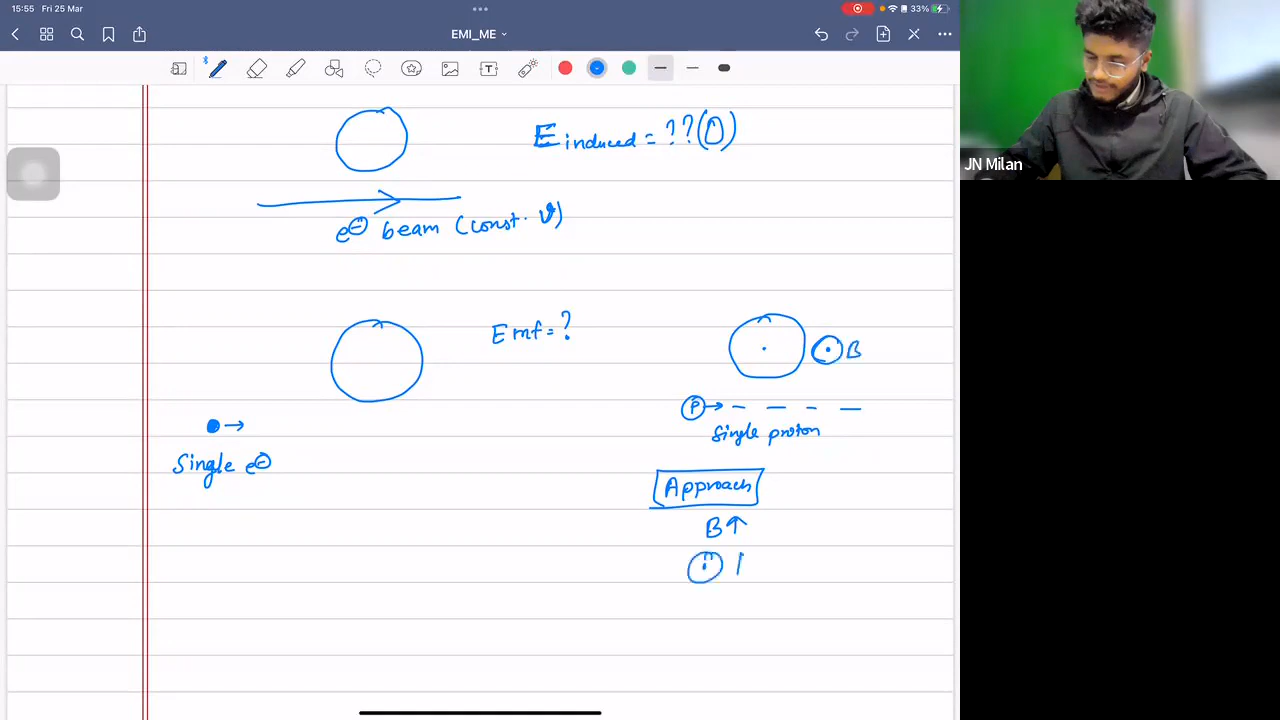 15:55 Fri 25 Mar
33%
EMI_ME
E induced = ??(0)
e⊖ beam (const. v)
Emf = ?
B
P
Single proton
Single e⊖
Approach
B↑
JN Milan